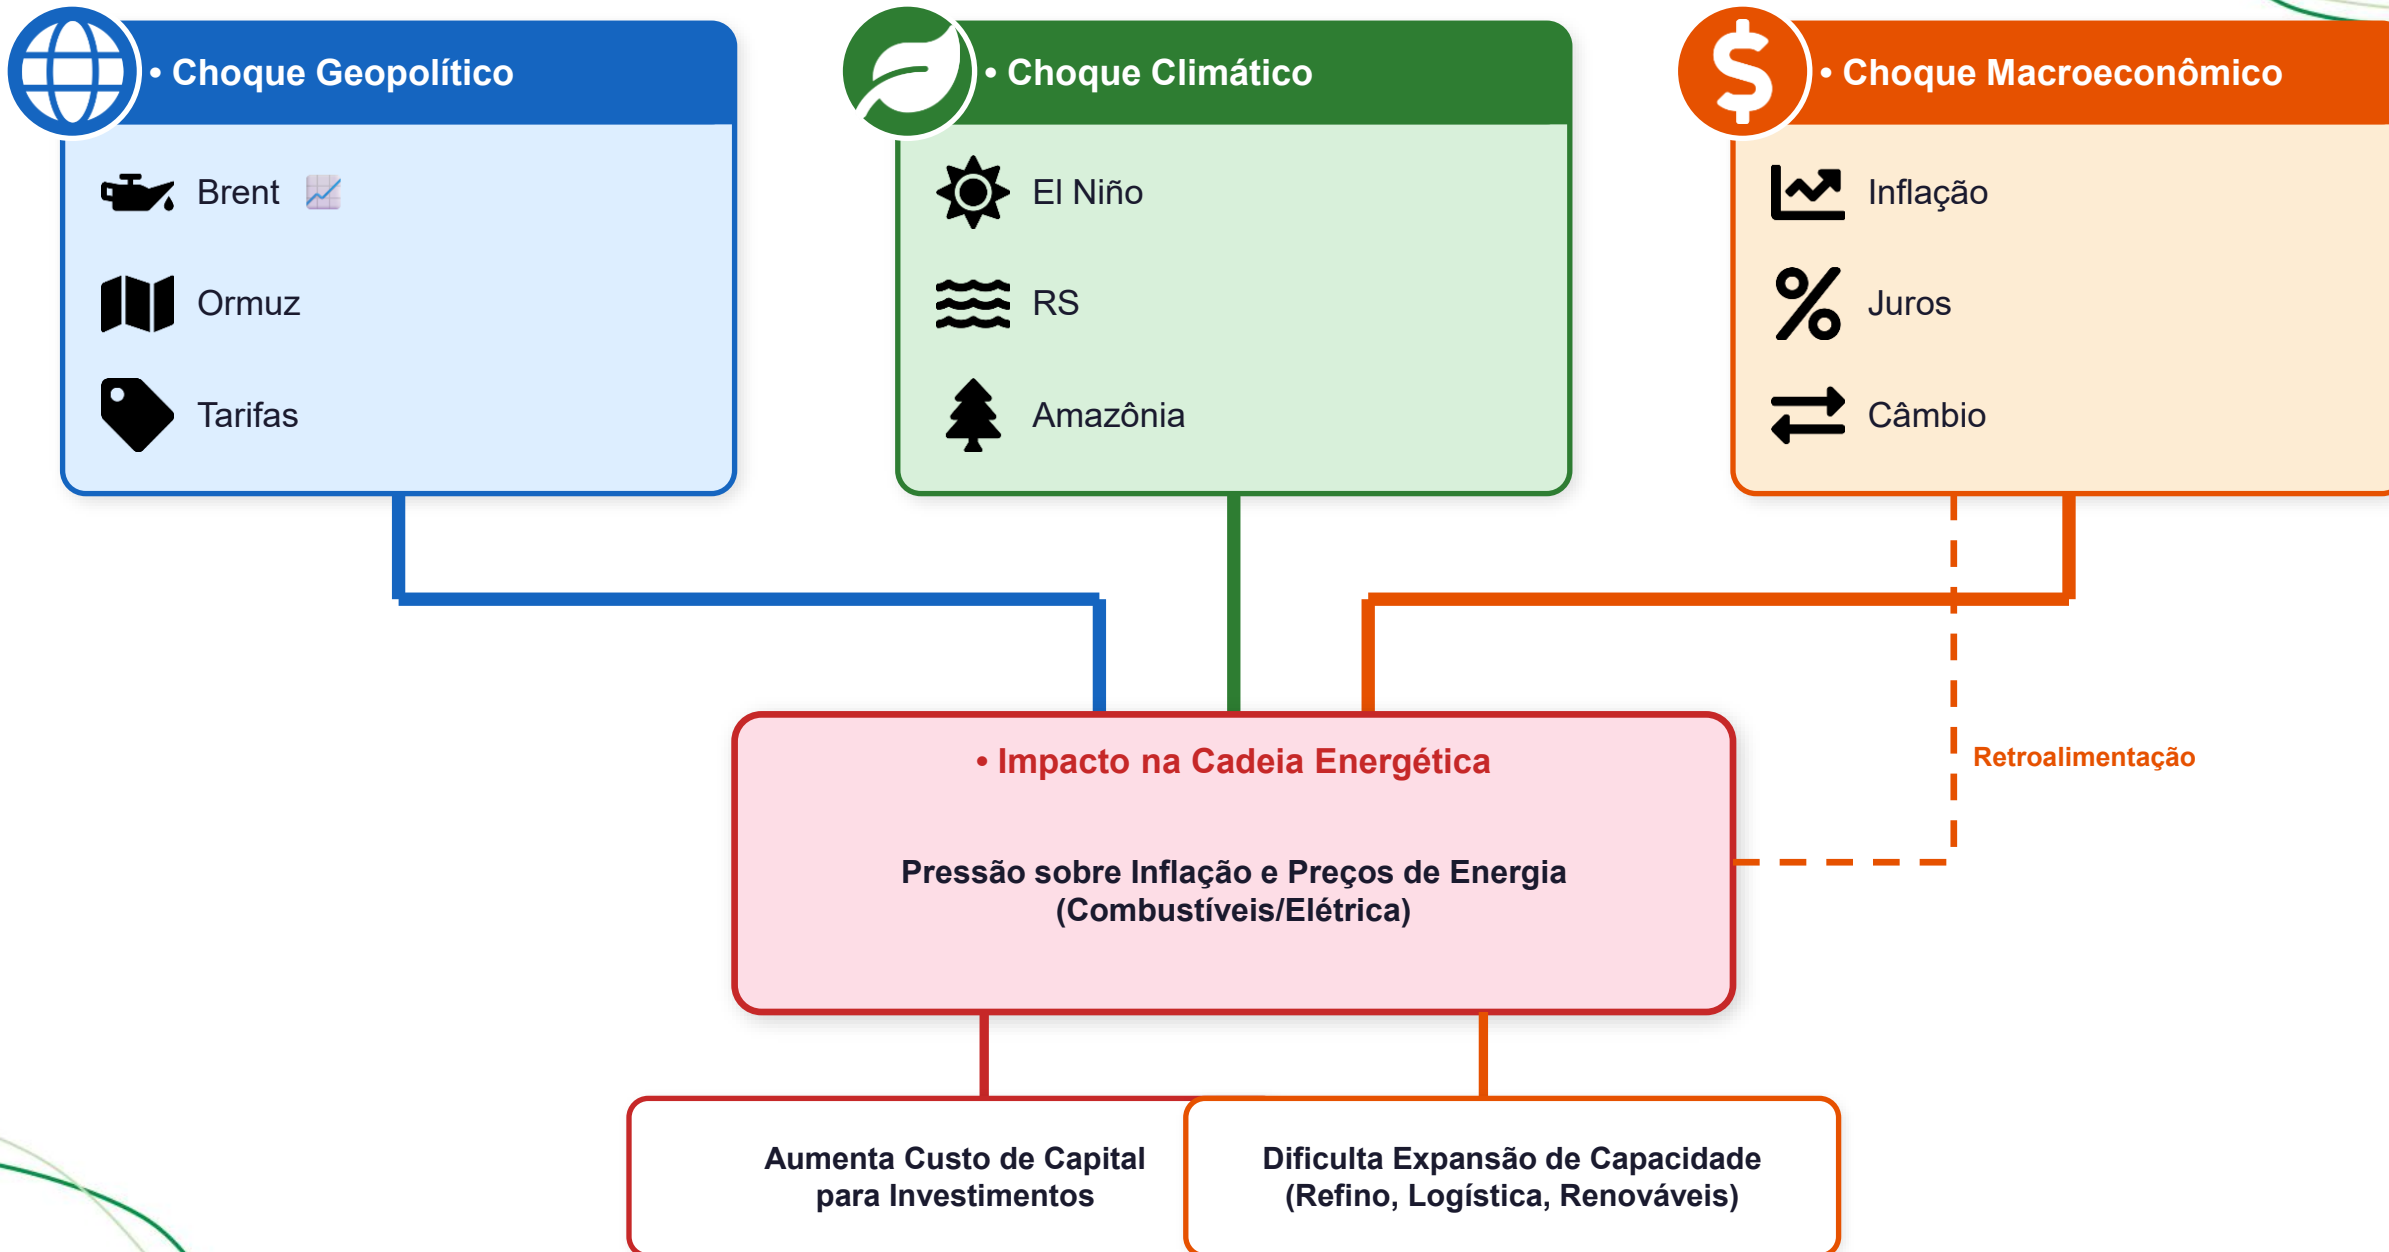 • Choque Geopolítico
Brent
Ormuz
Tarifas
• Choque Climático
El Niño
RS
Amazônia
• Choque Macroeconômico
Inflação
Juros
Câmbio
• Impacto na Cadeia Energética
Pressão sobre Inflação e Preços de Energia
(Combustíveis/Elétrica)
Retroalimentação
Aumenta Custo de Capital
para Investimentos
Dificulta Expansão de Capacidade
(Refino, Logística, Renováveis)